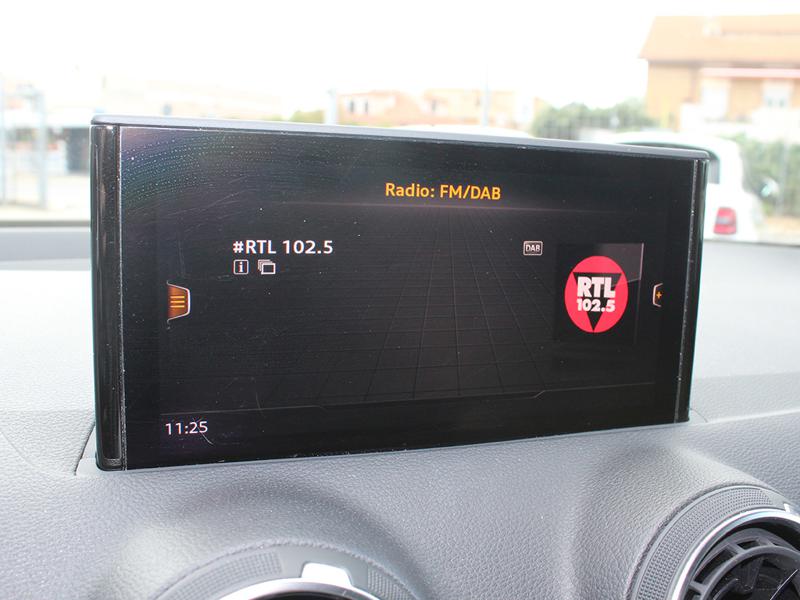 Radio: FM/DAB
#RTL 102.5
DAB
i
RTL
102.5
11:25